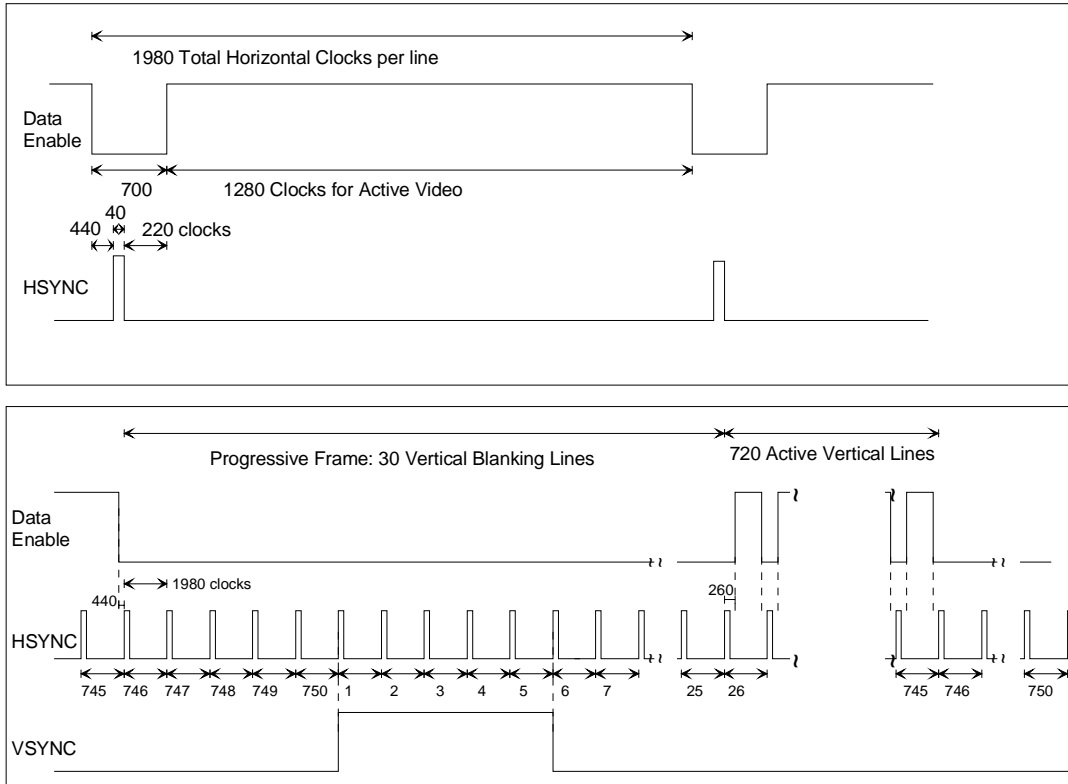 1980 Total Horizontal Clocks per line
Data
Enable
700
1280 Clocks for Active Video
40
440
220 clocks
HSYNC
Progressive Frame: 30 Vertical Blanking Lines
720 Active Vertical Lines
Data
Enable
1980 clocks
440
260
HSYNC
745 746 747 748 749 750 1 2 3 4 5 6 7 25 26 745 746 750
VSYNC